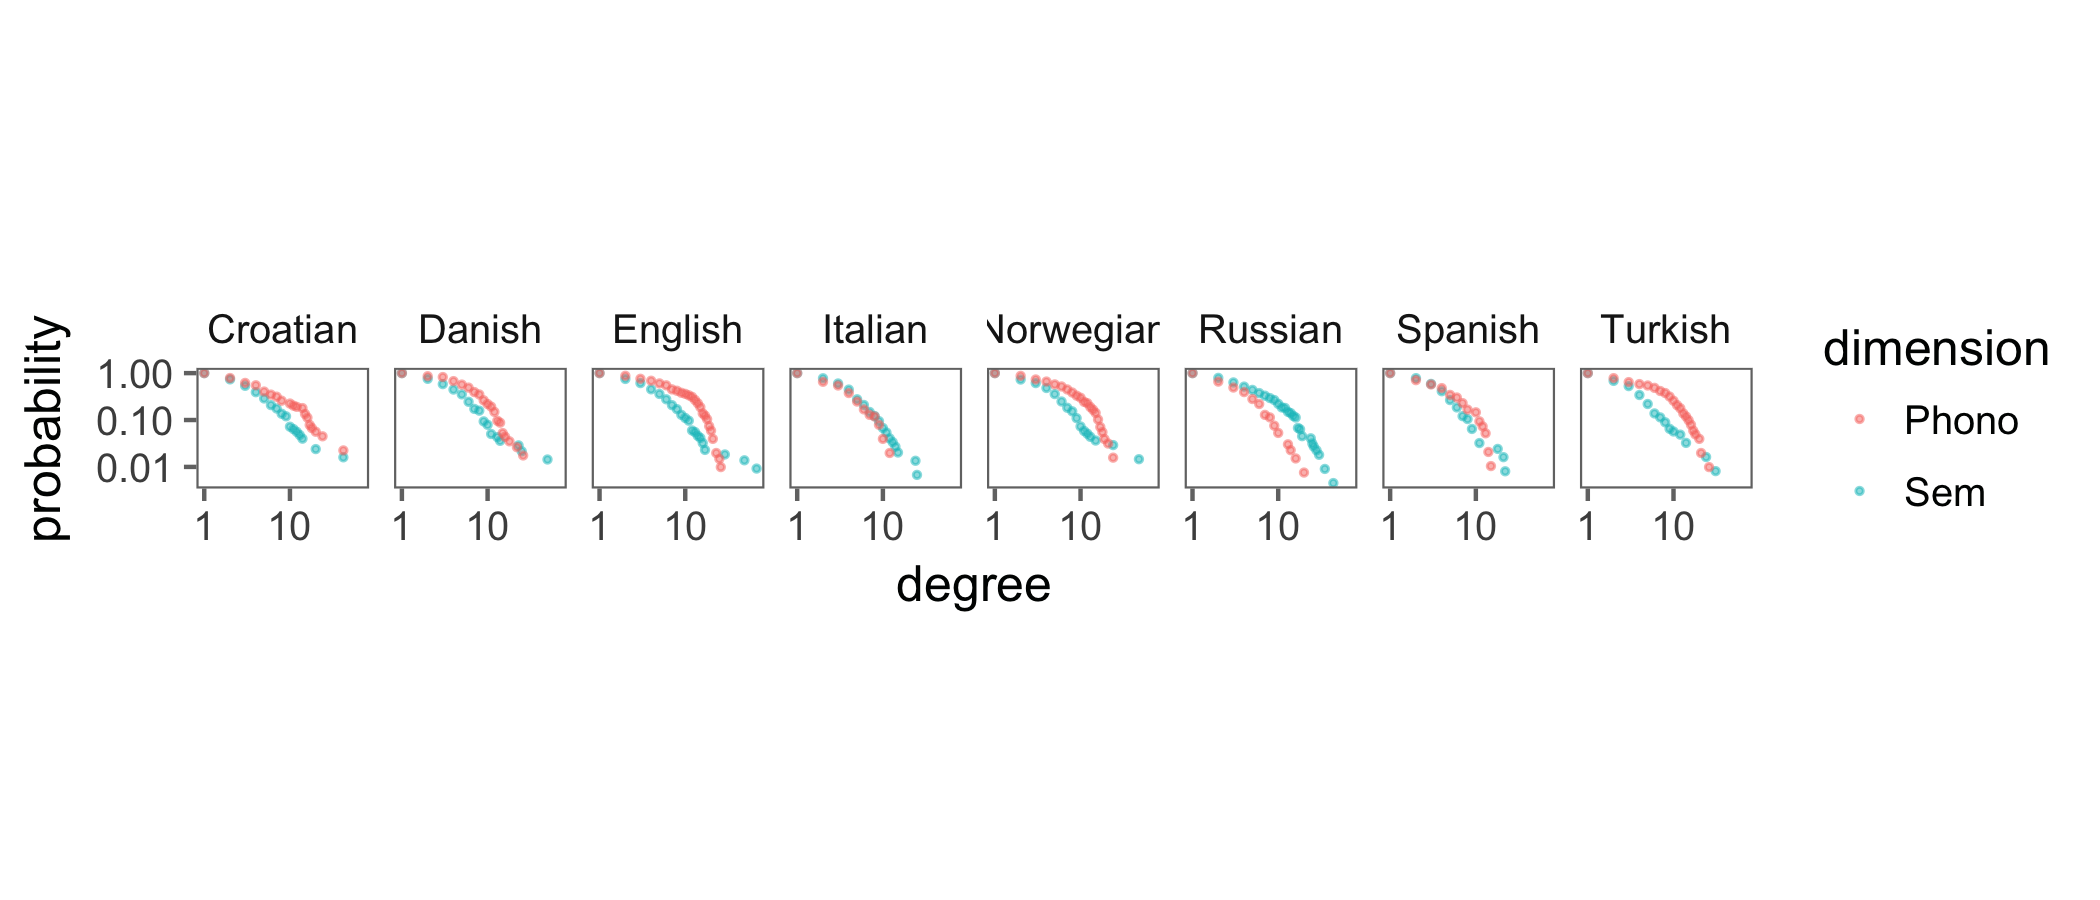 Croatian Danish English Italian Norwegian Russian Spanish Turkish
probability
1.00
0.10
0.01
1 10 1 10 1 10 1 10 1 10 1 10 1 10 1 10
degree
dimension
Phono
Sem